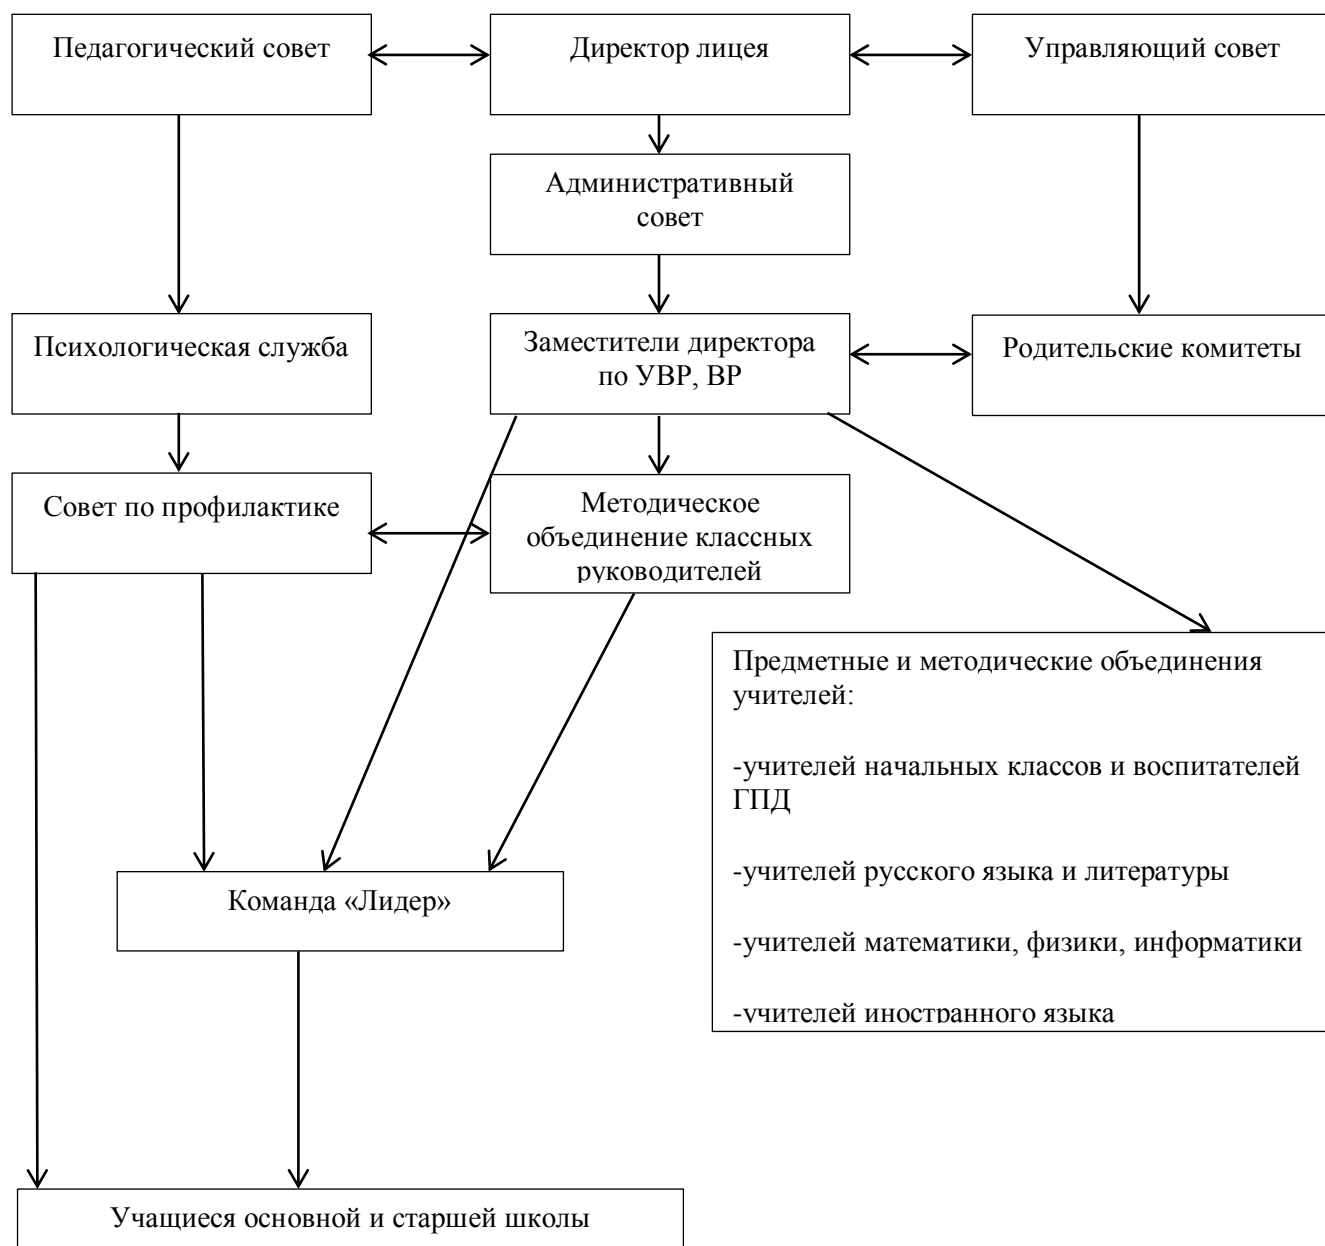 Педагогический совет
Директор лицея
Управляющий совет
Административный
совет
Психологическая служба
Заместители директора
по УВР, ВР
Родительские комитеты
Совет по профилактике
Методическое
объединение классных
руководителей
Предметные и методические объединения
учителей:
-учителей начальных классов и воспитателей
ГПД
-учителей русского языка и литературы
-учителей математики, физики, информатики
-учителей иностранного языка
Команда «Лидер»
Учащиеся основной и старшей школы